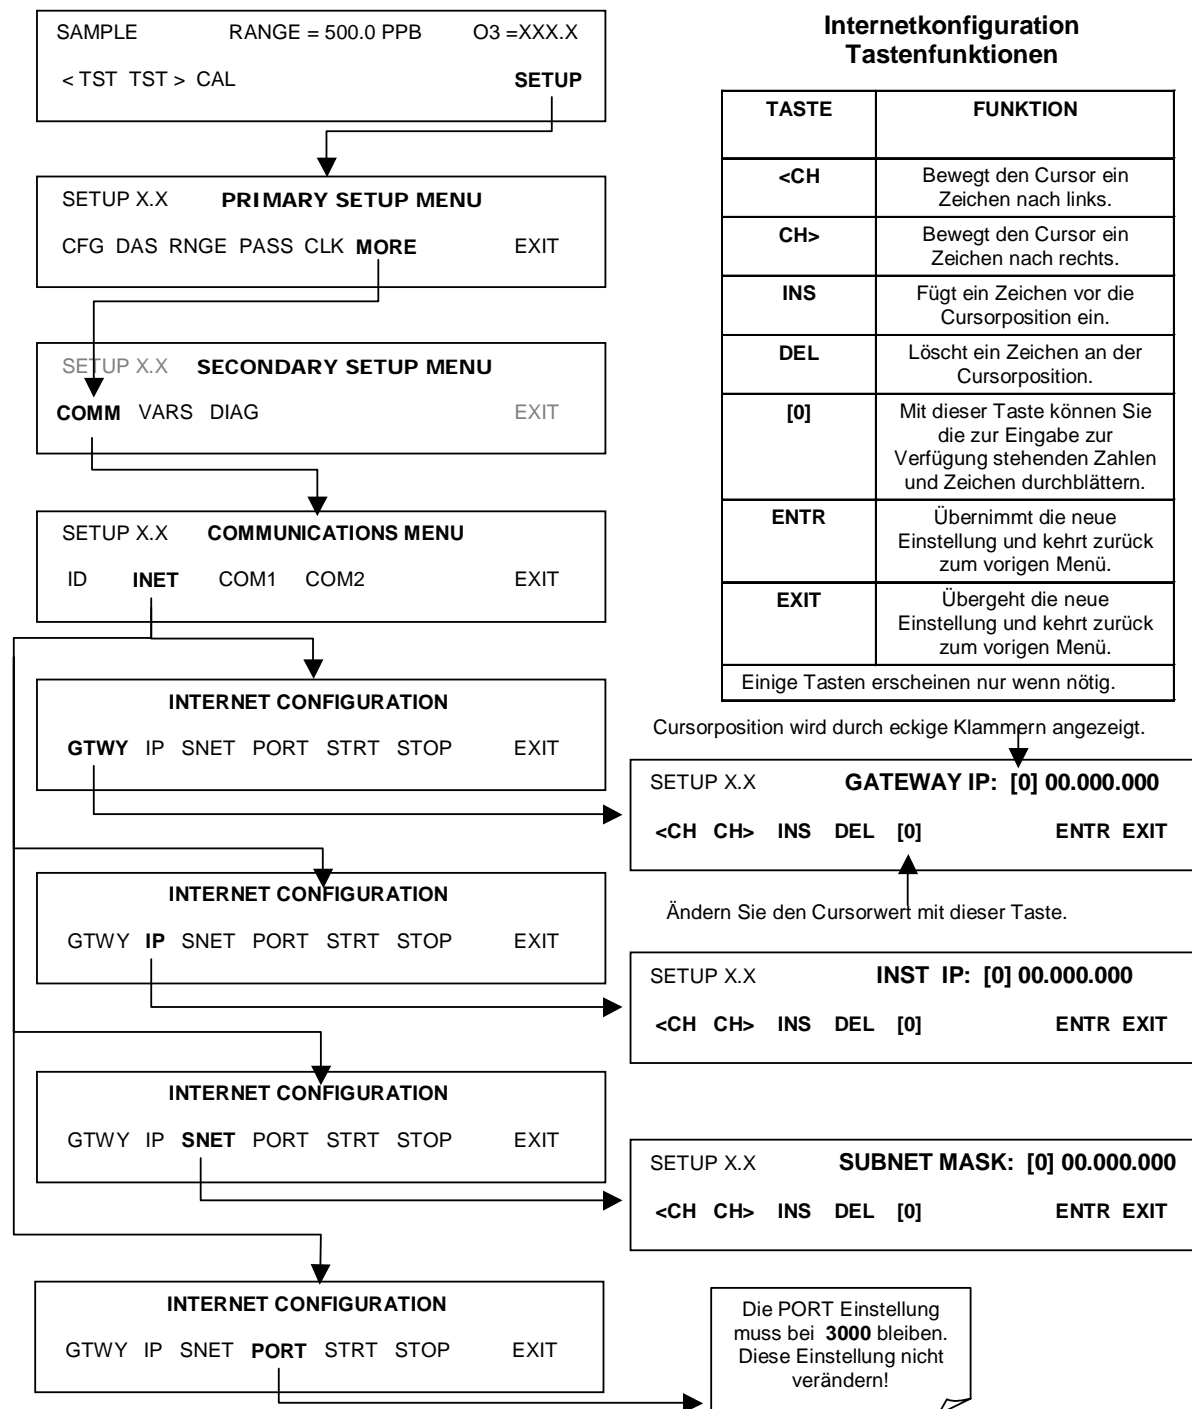 SAMPLE RANGE = 500.0 PPB O3 =XXX.X
< TST TST > CAL SETUP
SETUP X.X PRIMARY SETUP MENU
CFG DAS RNGE PASS CLK MORE EXIT
SETUP X.X SECONDARY SETUP MENU
COMM VARS DIAG EXIT
SETUP X.X COMMUNICATIONS MENU
ID INET COM1 COM2 EXIT
INTERNET CONFIGURATION
GTWY IP SNET PORT STRT STOP EXIT
INTERNET CONFIGURATION
GTWY IP SNET PORT STRT STOP EXIT
INTERNET CONFIGURATION
GTWY IP SNET PORT STRT STOP EXIT
INTERNET CONFIGURATION
GTWY IP SNET PORT STRT STOP EXIT
Internetkonfiguration
Tastenfunktionen
TASTE FUNKTION
<CH Bewegt den Cursor ein
Zeichen nach links.
CH> Bewegt den Cursor ein
Zeichen nach rechts.
INS Fügt ein Zeichen vor die
Cursorposition ein.
DEL Löscht ein Zeichen an der
Cursorposition.
[0] Mit dieser Taste können Sie
die zur Eingabe zur
Verfügung stehenden Zahlen
und Zeichen durchblättern.
ENTR Übernimmt die neue
Einstellung und kehrt zurück
zum vorigen Menü.
EXIT Übergeht die neue
Einstellung und kehrt zurück
zum vorigen Menü.
Einige Tasten erscheinen nur wenn nötig.
Cursorposition wird durch eckige Klammern angezeigt.
SETUP X.X GATEWAY IP: [0] 00.000.000
<CH CH> INS DEL [0] ENTR EXIT
Ändern Sie den Cursorwert mit dieser Taste.
SETUP X.X INST IP: [0] 00.000.000
<CH CH> INS DEL [0] ENTR EXIT
SETUP X.X SUBNET MASK: [0] 00.000.000
<CH CH> INS DEL [0] ENTR EXIT
Die PORT Einstellung
muss bei 3000 bleiben.
Diese Einstellung nicht
verändern!